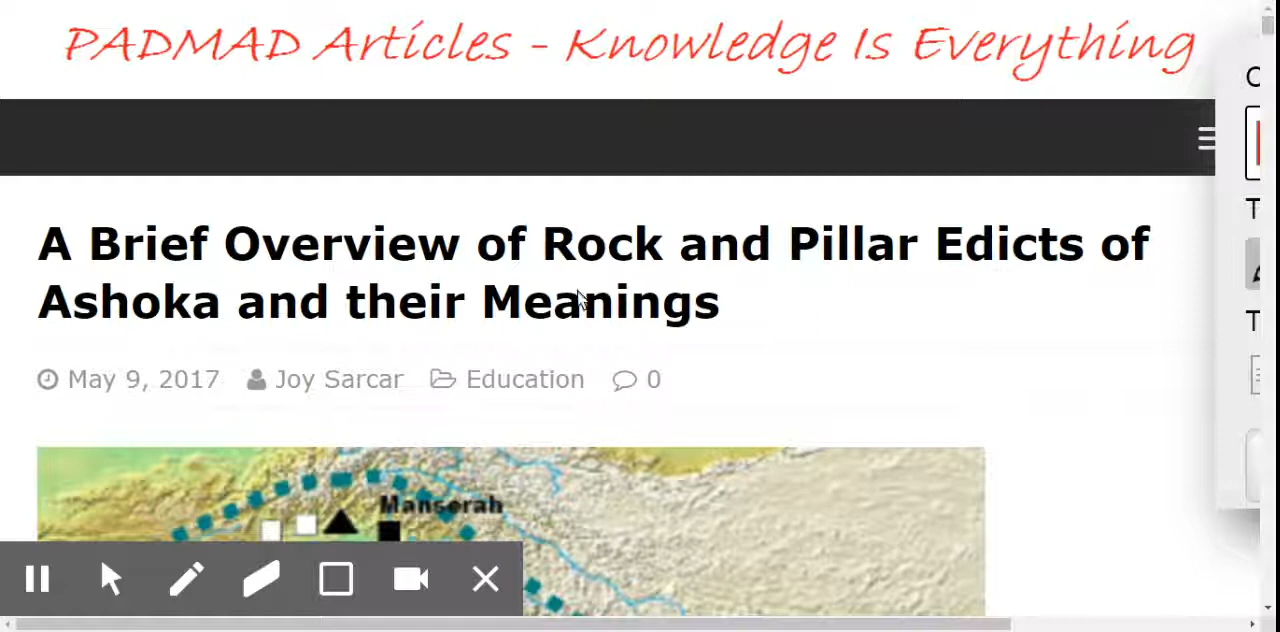 PADMAD Articles - Knowledge Is Everything
A Brief Overview of Rock and Pillar Edicts of
Ashoka and their Meanings
May 9, 2017 Joy Sarcar Education 0
Manserah